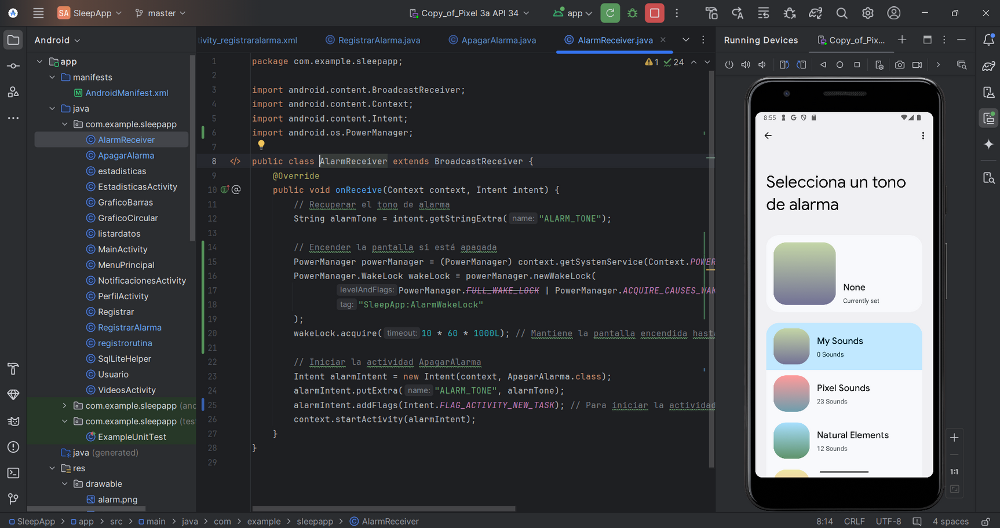 SA SleepApp master Copy_of_Pixel 3a API 34 app
Android
app
manifests
AndroidManifest.xml
java
com.example.sleepapp
AlarmReceiver
ApagarAlarma
estadisticas
EstadisticasActivity
GraficoBarras
GraficoCircular
listardatos
MainActivity
MenuPrincipal
NotificacionesActivity
PerfilActivity
Registrar
RegistrarAlarma
registrorutina
SqlLiteHelper
Usuario
VideosActivity
com.example.sleepapp (and
com.example.sleepapp (tes
ExampleUnitTest
java (generated)
res
drawable
alarm.png
tivity_registraralarma.xml RegistrarAlarma.java ApagarAlarma.java AlarmReceiver.java
1 24
1 package com.example.sleepapp;
2
3 import android.content.BroadcastReceiver;
4 import android.content.Context;
5 import android.content.Intent;
6 import android.os.PowerManager;
7
8 </> public class AlarmReceiver extends BroadcastReceiver {
9 @Override
10 public void onReceive(Context context, Intent intent) {
11 // Recuperar el tono de alarma
12 String alarmTone = intent.getStringExtra( name: "ALARM_TONE");
13
14 // Encender la pantalla si está apagada
15 PowerManager powerManager = (PowerManager) context.getSystemService(Context.POWER
16 PowerManager.WakeLock wakeLock = powerManager.newWakeLock(
17 levelAndFlags: PowerManager.FULL_WAKE_LOCK | PowerManager.ACQUIRE_CAUSES_WAK
18 tag: "SleepApp:AlarmWakeLock"
19 );
20 wakeLock.acquire( timeout: 10 * 60 * 1000L); // Mantiene la pantalla encendida hasta
21
22 // Iniciar la actividad ApagarAlarma
23 Intent alarmIntent = new Intent(context, ApagarAlarma.class);
24 alarmIntent.putExtra( name: "ALARM_TONE", alarmTone);
25 alarmIntent.addFlags(Intent.FLAG_ACTIVITY_NEW_TASK); // Para iniciar la actividad
26 context.startActivity(alarmIntent);
27 }
28 }
29
Running Devices Copy_of_Pix...
8:55
Selecciona un tono
de alarma
None
Currently set
My Sounds
0 Sounds
Pixel Sounds
23 Sounds
Natural Elements
12 Sounds
1:1
SleepApp > app > src > main > java > com > example > sleepapp > AlarmReceiver
8:14 CRLF UTF-8 4 spaces